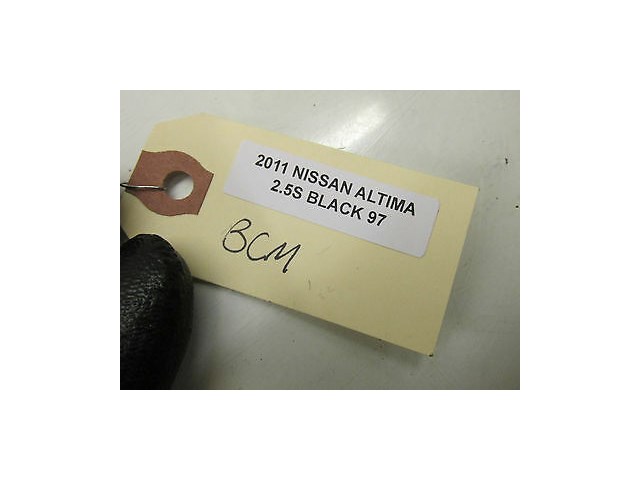 2011 NISSAN ALTIMA
2.5S BLACK 97
BCM